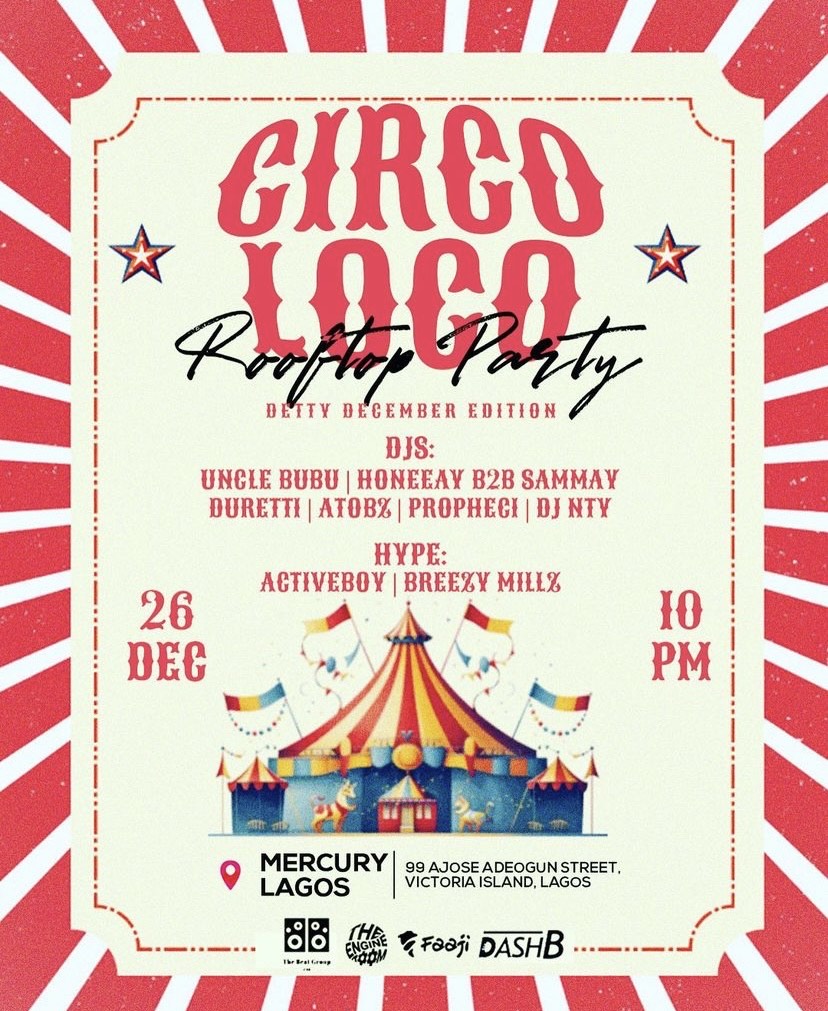 CIRCO
LOCO
Rooftop Party
DETTY DECEMBER EDITION
DJS:
UNCLE BUBU | HONEEAY B2B SAMMAY
DURETTI | ATOBZ | PROPHECI | DJ NTY
HYPE:
ACTIVEBOY | BREEZY MILLZ
26
DEC
10
PM
MERCURY
LAGOS
99 AJOSE ADEOGUN STREET,
VICTORIA ISLAND, LAGOS
The Beat Group
THE
ENGINE
ROOM
Faaji
DASHB